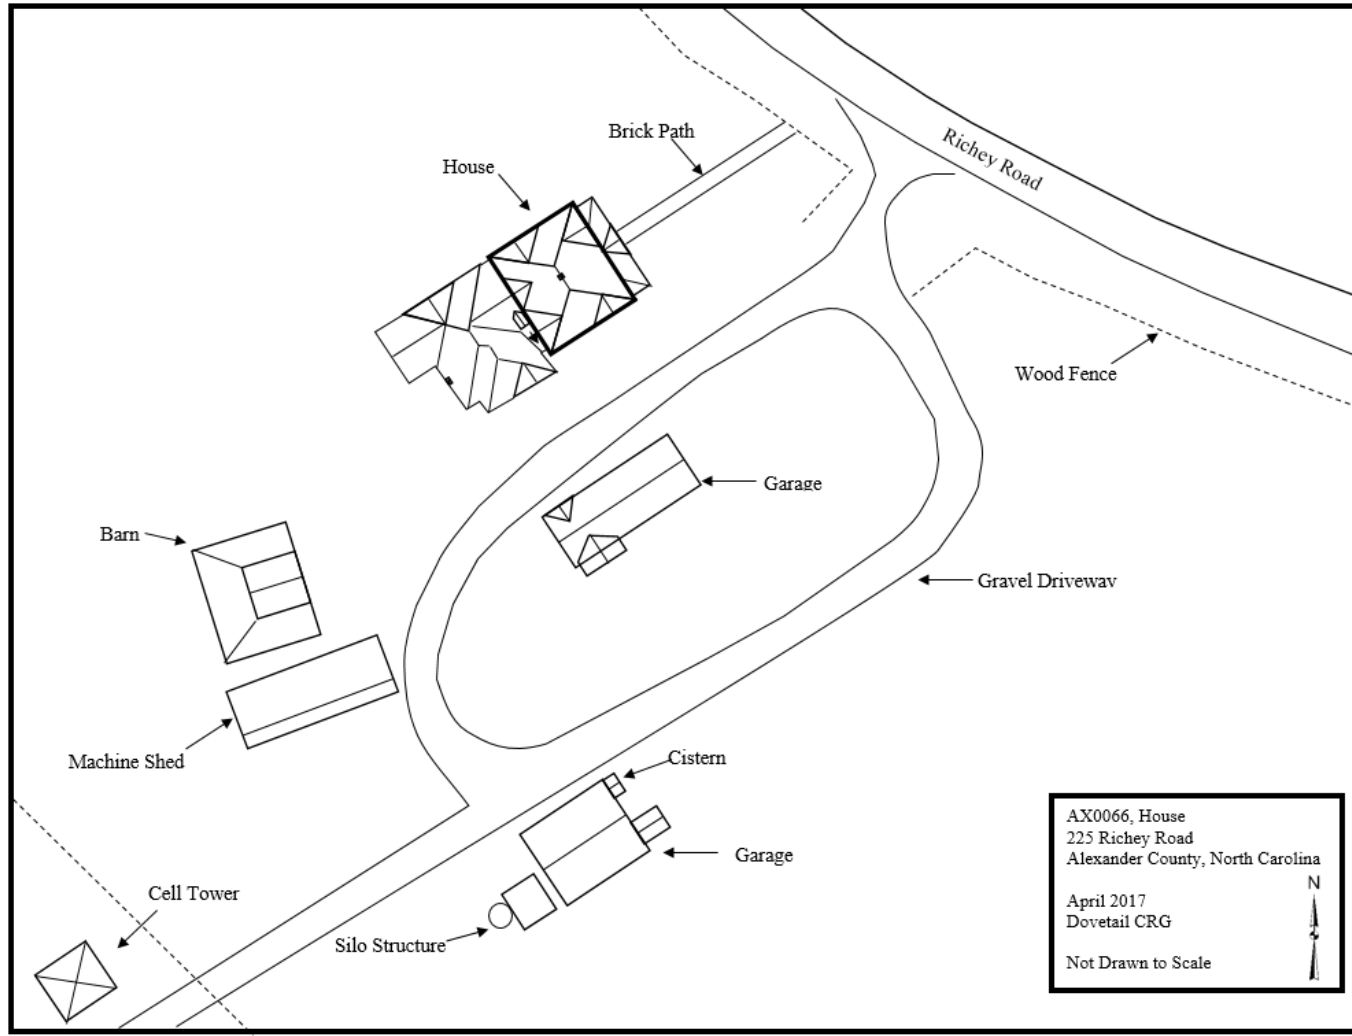 Brick Path
Richey Road
House
Wood Fence
Garage
Barn
Gravel Driveway
Machine Shed
Cistern
Garage
Cell Tower
Silo Structure
AX0066, House
225 Richey Road
Alexander County, North Carolina
N
April 2017
Dovetail CRG
Not Drawn to Scale